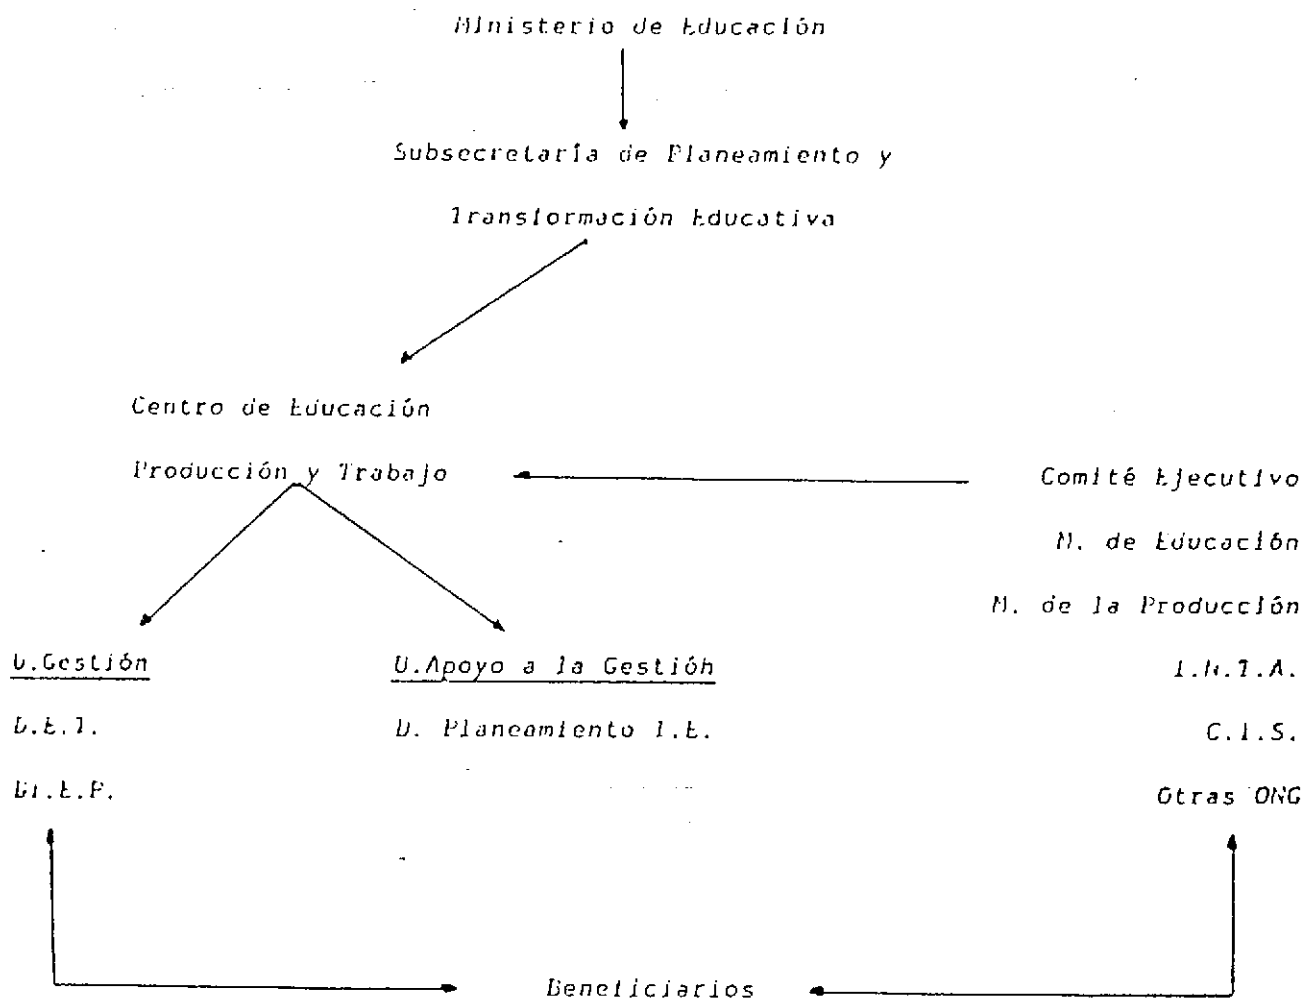 Ministerio de Educación
Subsecretaría de Planeamiento y
Transformación Educativa
Centro de Educación
Producción y Trabajo
Comité Ejecutivo
M. de Educación
M. de la Producción
U.Gestión
U.Apoyo a la Gestión
I.N.T.A.
D.E.T.
D. Planeamiento I.E.
C.I.S.
Di.E.P.
Otras ONG
Beneficiarios